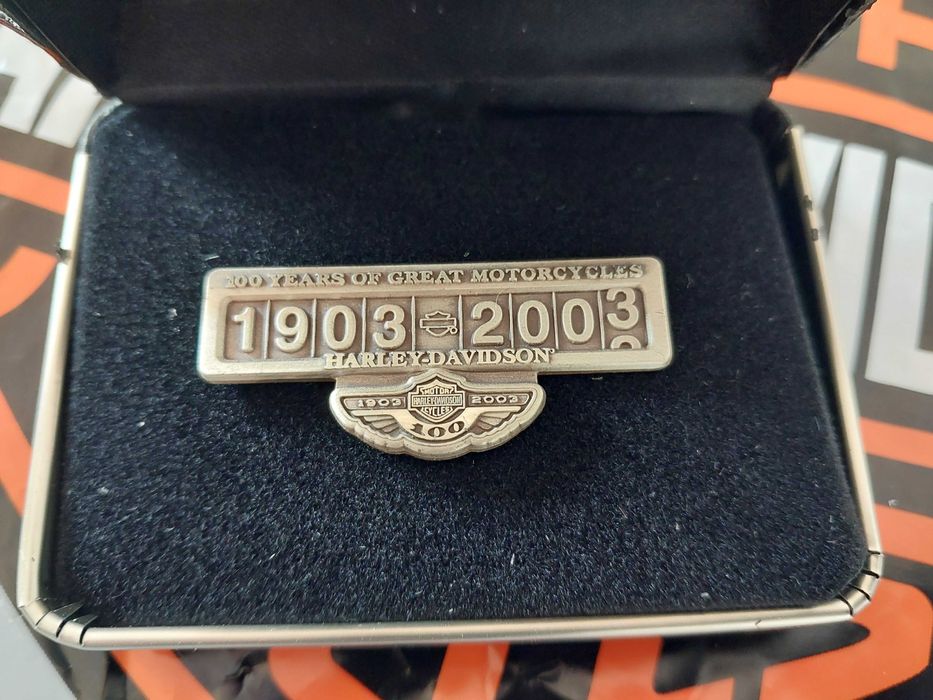 100 YEARS OF GREAT MOTORCYCLES
1903 2003
HARLEY-DAVIDSON
MOTOR
1903 HARLEY-DAVIDSON 2003
CYCLES
100